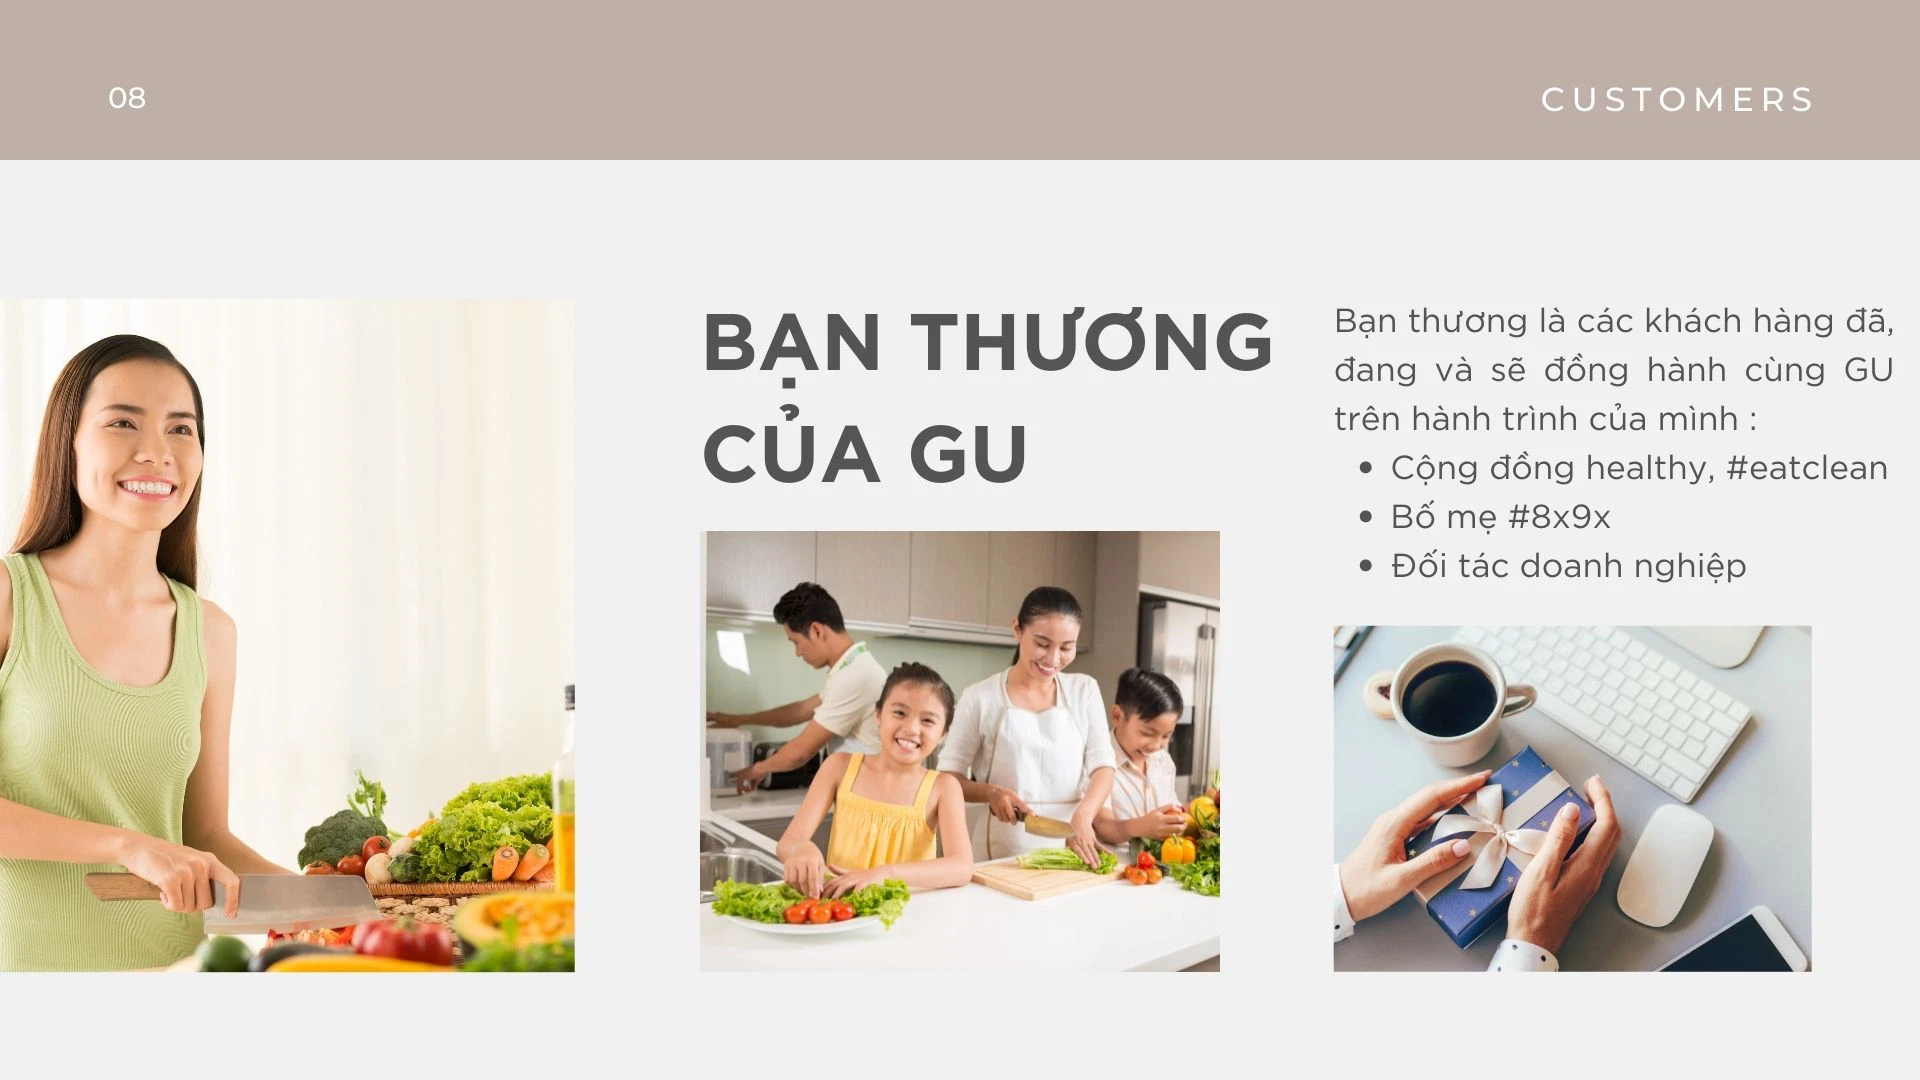 08
CUSTOMERS
BẠN THƯƠNG
CỦA GU
Bạn thương là các khách hàng đã,
đang và sẽ đồng hành cùng GU
trên hành trình của mình :
• Cộng đồng healthy, #eatclean
• Bố mẹ #8x9x
• Đối tác doanh nghiệp